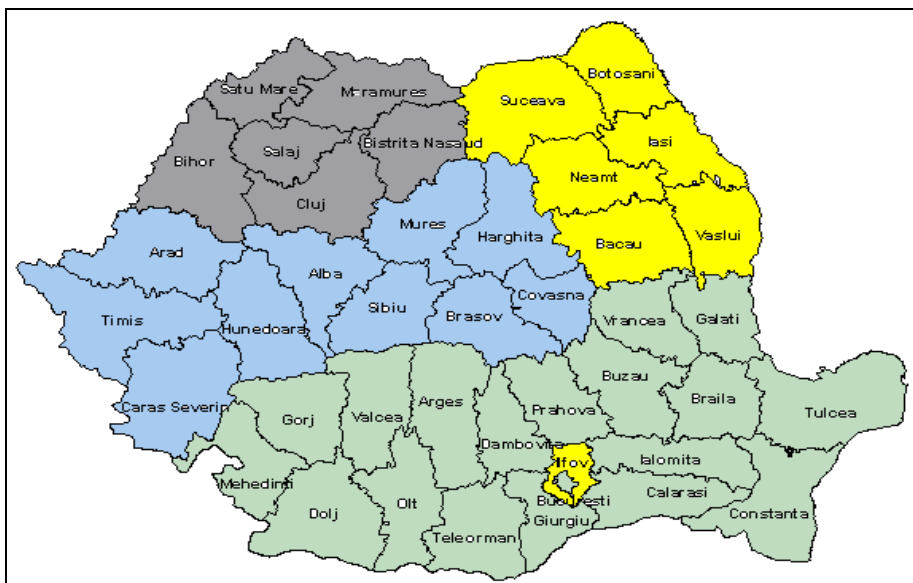 Botosani
Satu Mare
Maramures
Suceava
Iasi
Bistrita Nasaud
Salaj
Bihor
Neamt
Cluj
Mures
Vaslui
Harghita
Bacau
Arad
Alba
Covasna
Sibiu
Timis
Brasov
Galati
Vrancea
Hunedoara
Buzau
Braila
Arges
Prahova
Caras Severin
Tulcea
Gorj
Valcea
Dambovita
Ilfov
Ialomita
Mehedinti
Calarasi
Bucuresti
Olt
Dolj
Constanta
Giurgiu
Teleorman